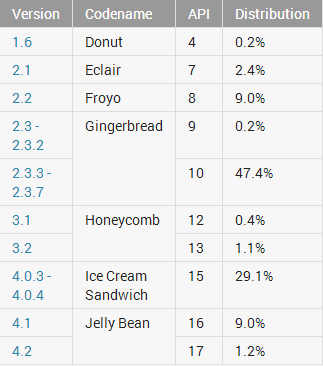 Version Codename API Distribution
1.6 Donut 4 0.2%
2.1 Eclair 7 2.4%
2.2 Froyo 8 9.0%
2.3 - Gingerbread 9 0.2%
2.3.2
2.3.3 - 10 47.4%
2.3.7
3.1 Honeycomb 12 0.4%
3.2 13 1.1%
4.0.3 - Ice Cream 15 29.1%
4.0.4 Sandwich
4.1 Jelly Bean 16 9.0%
4.2 17 1.2%